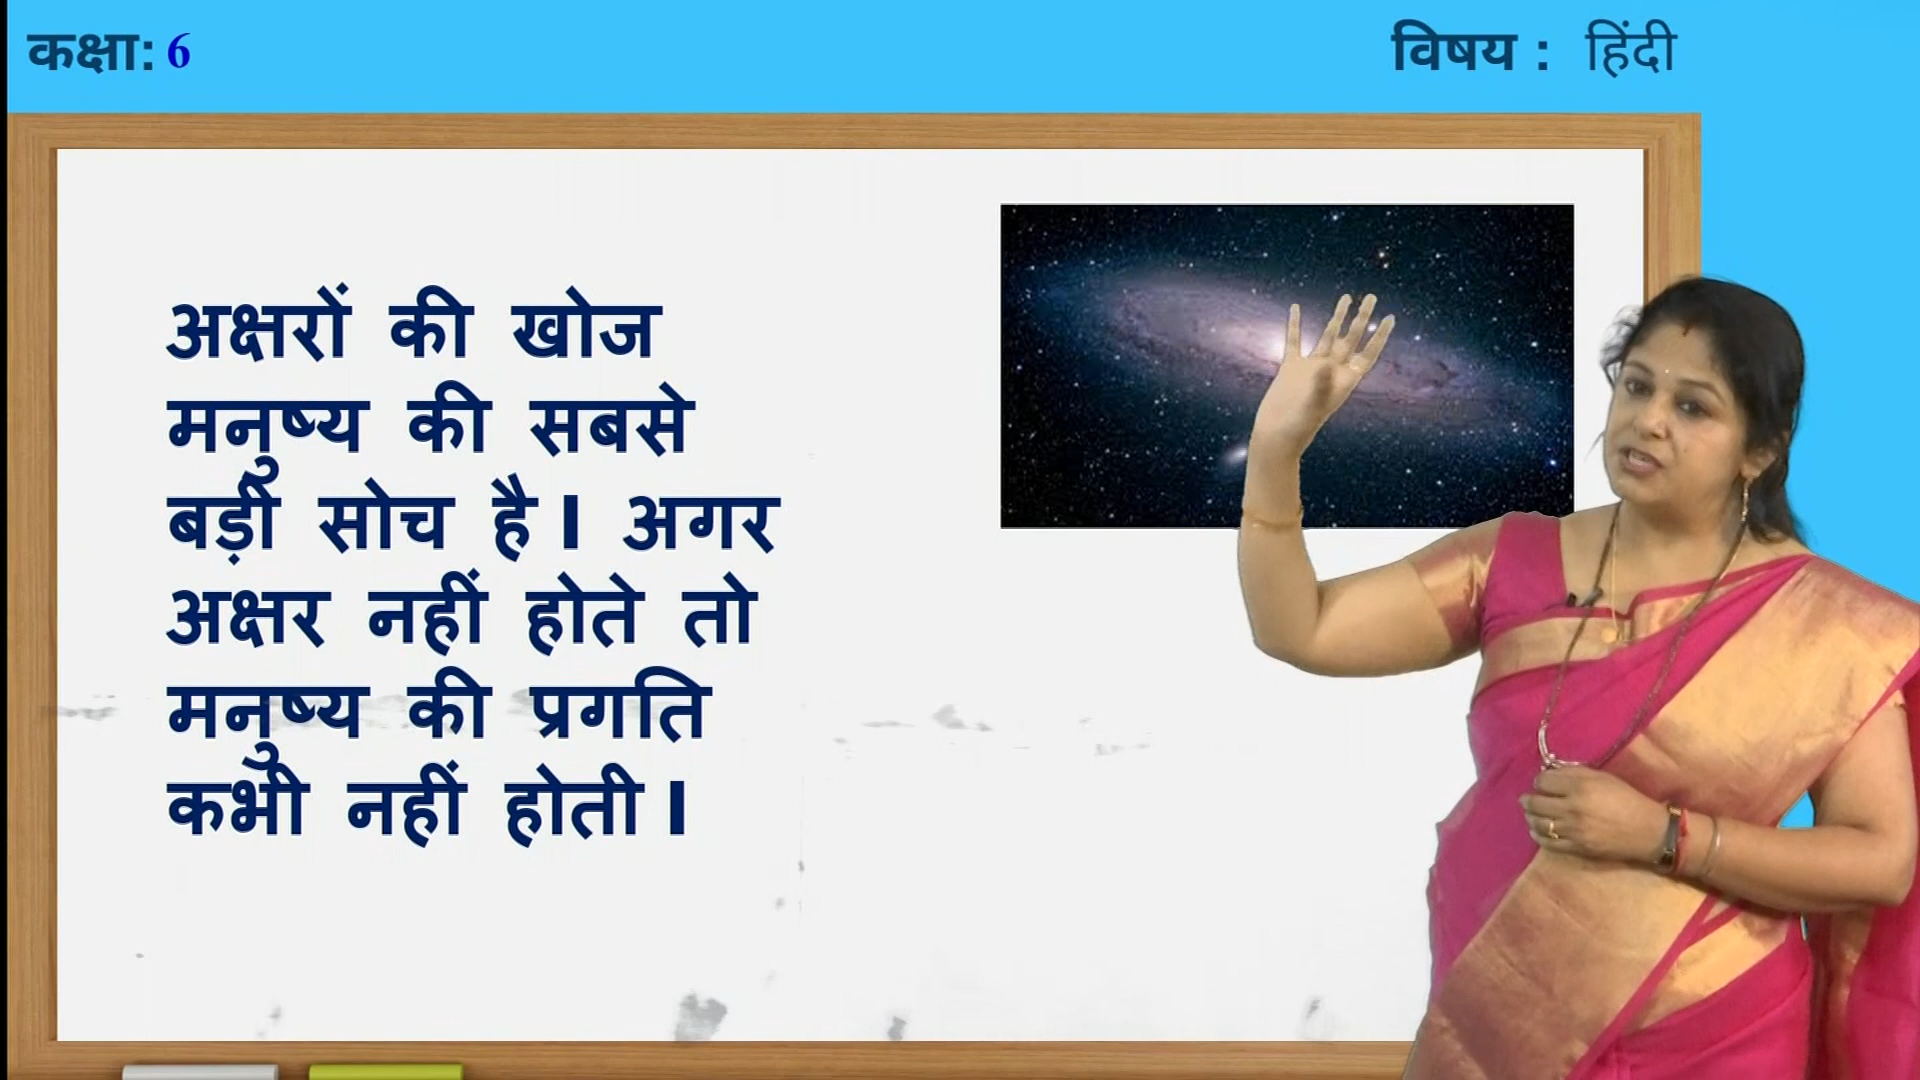 कक्षा: 6
विषय : हिंदी
अक्षरों की खोज
मनुष्य की सबसे
बड़ी सोच है। अगर
अक्षर नहीं होते तो
मनुष्य की प्रगति
कभी नहीं होती।